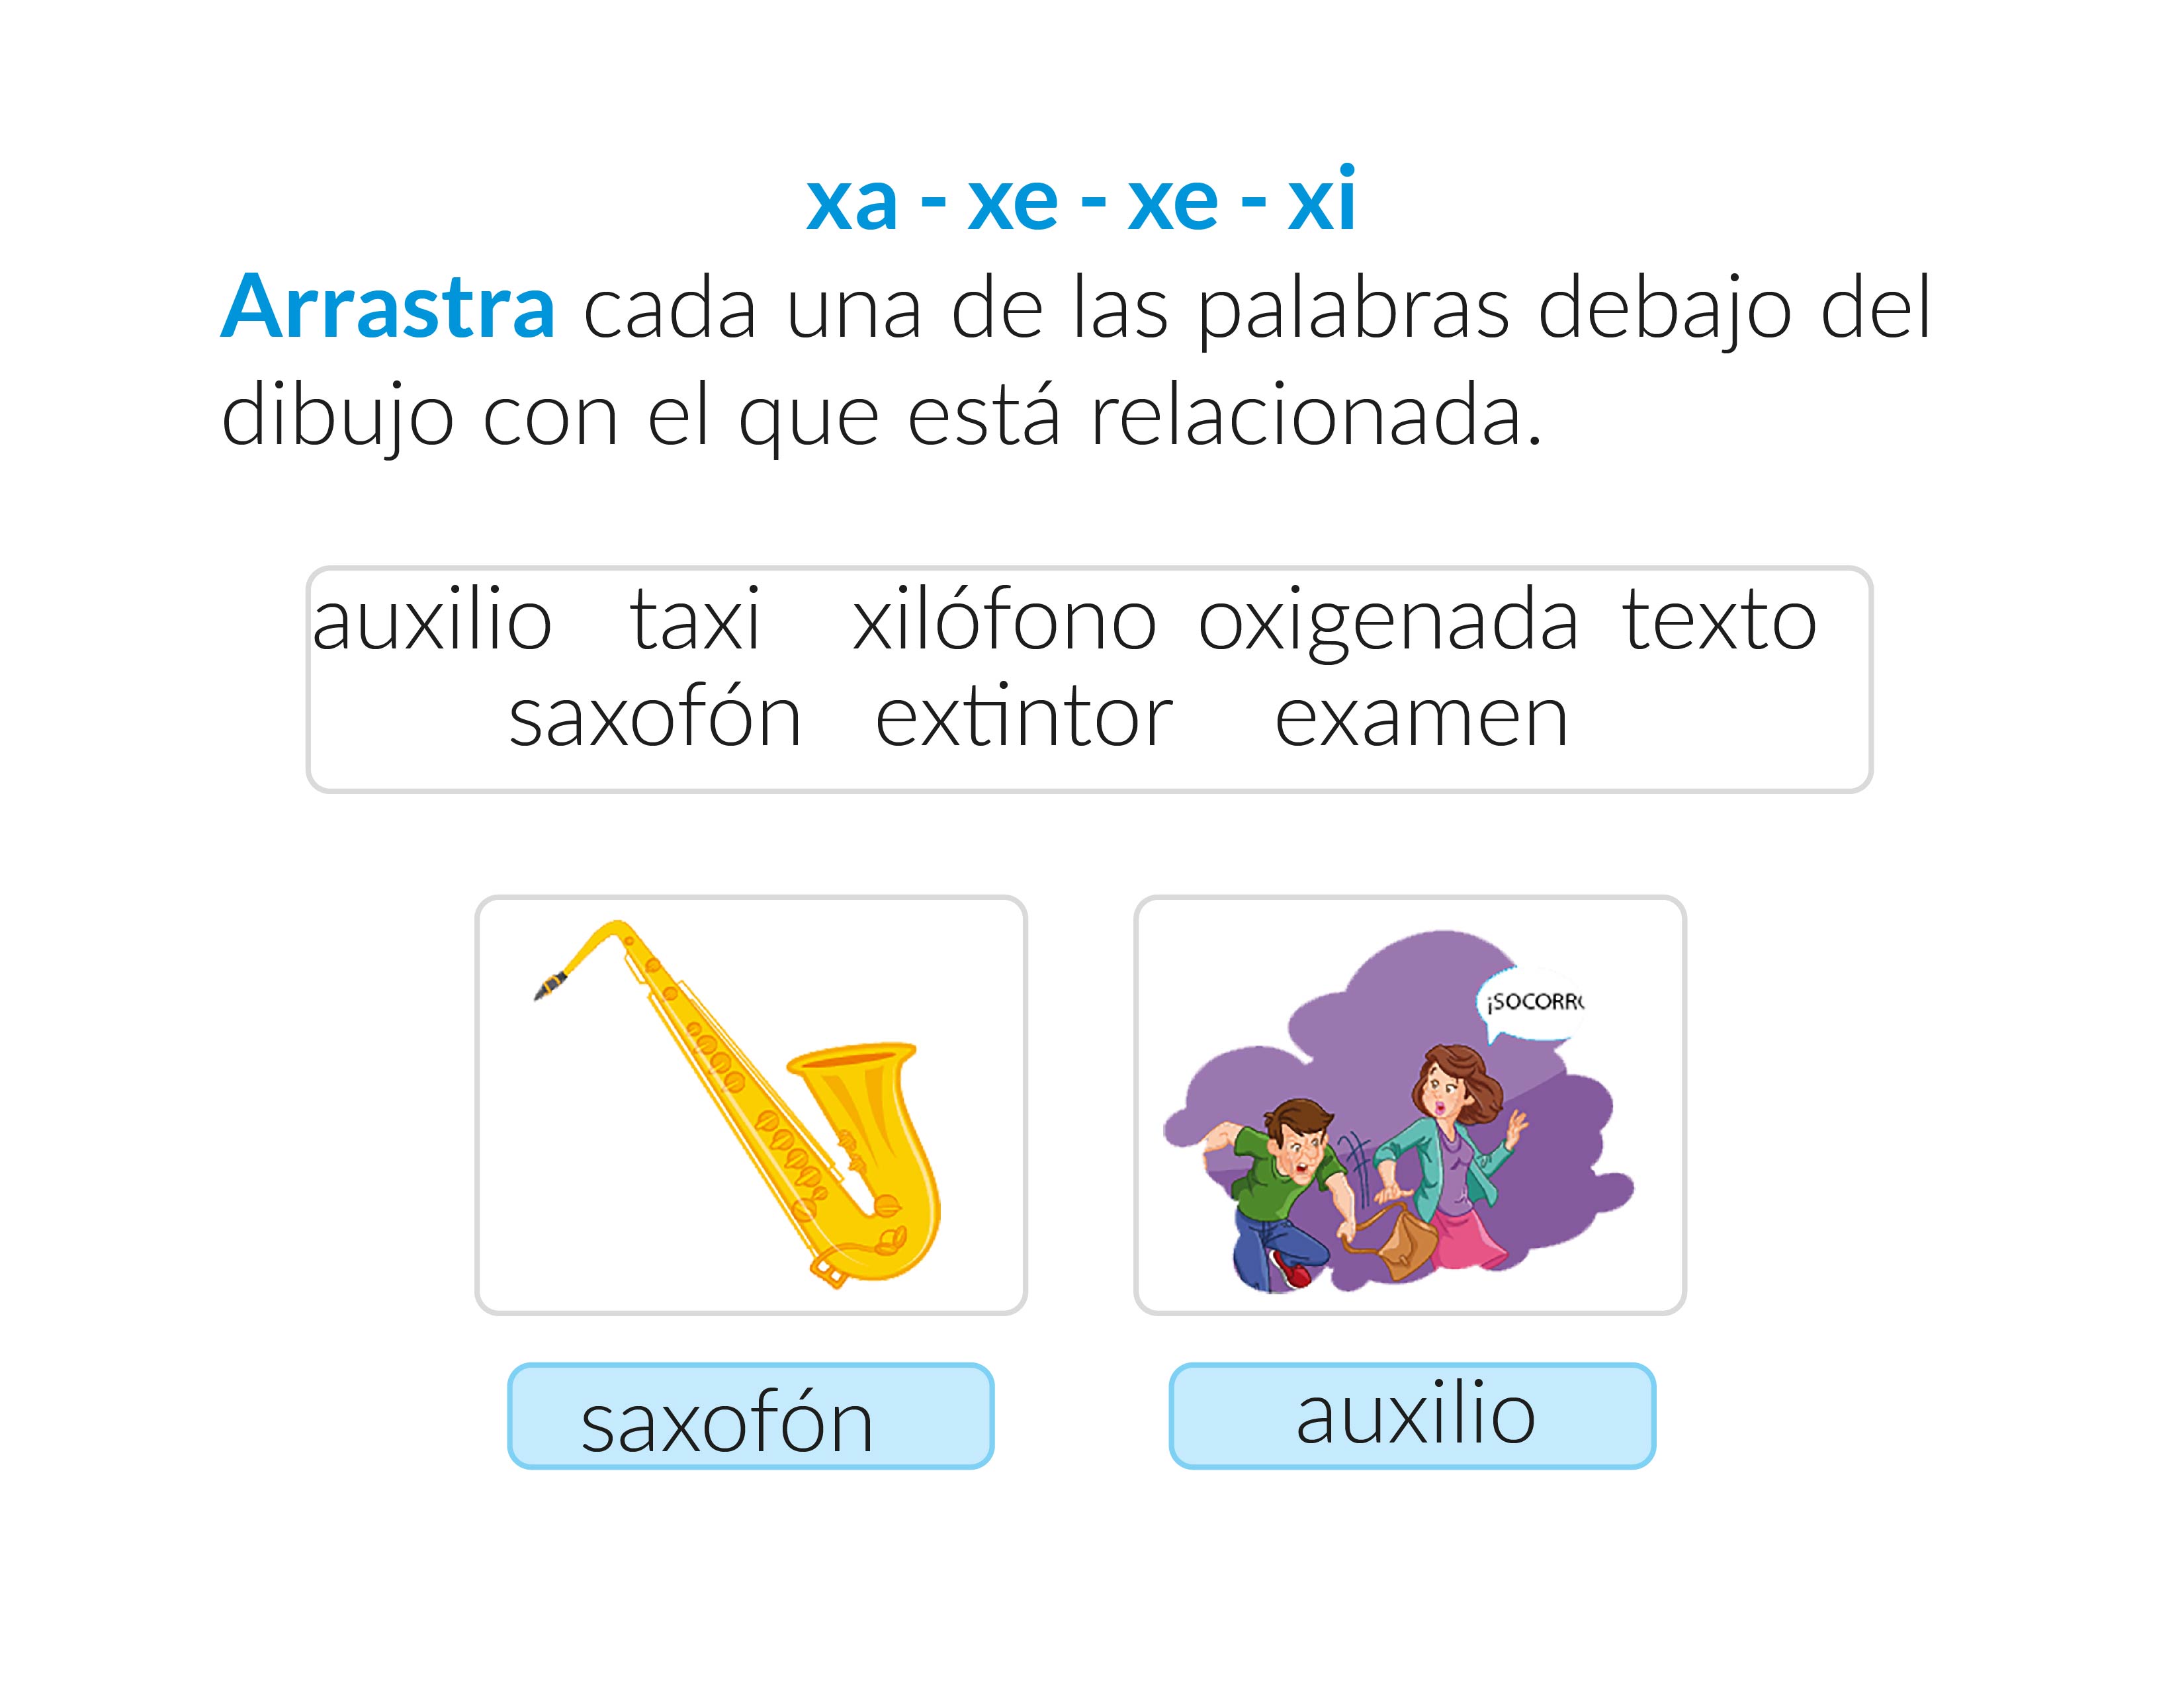 xa - xe - xe - xi
Arrastra cada una de las palabras debajo del
dibujo con el que está relacionada.
auxilio taxi xilófono oxigenada texto
saxofón extintor examen
¡SOCORR
saxofón auxilio